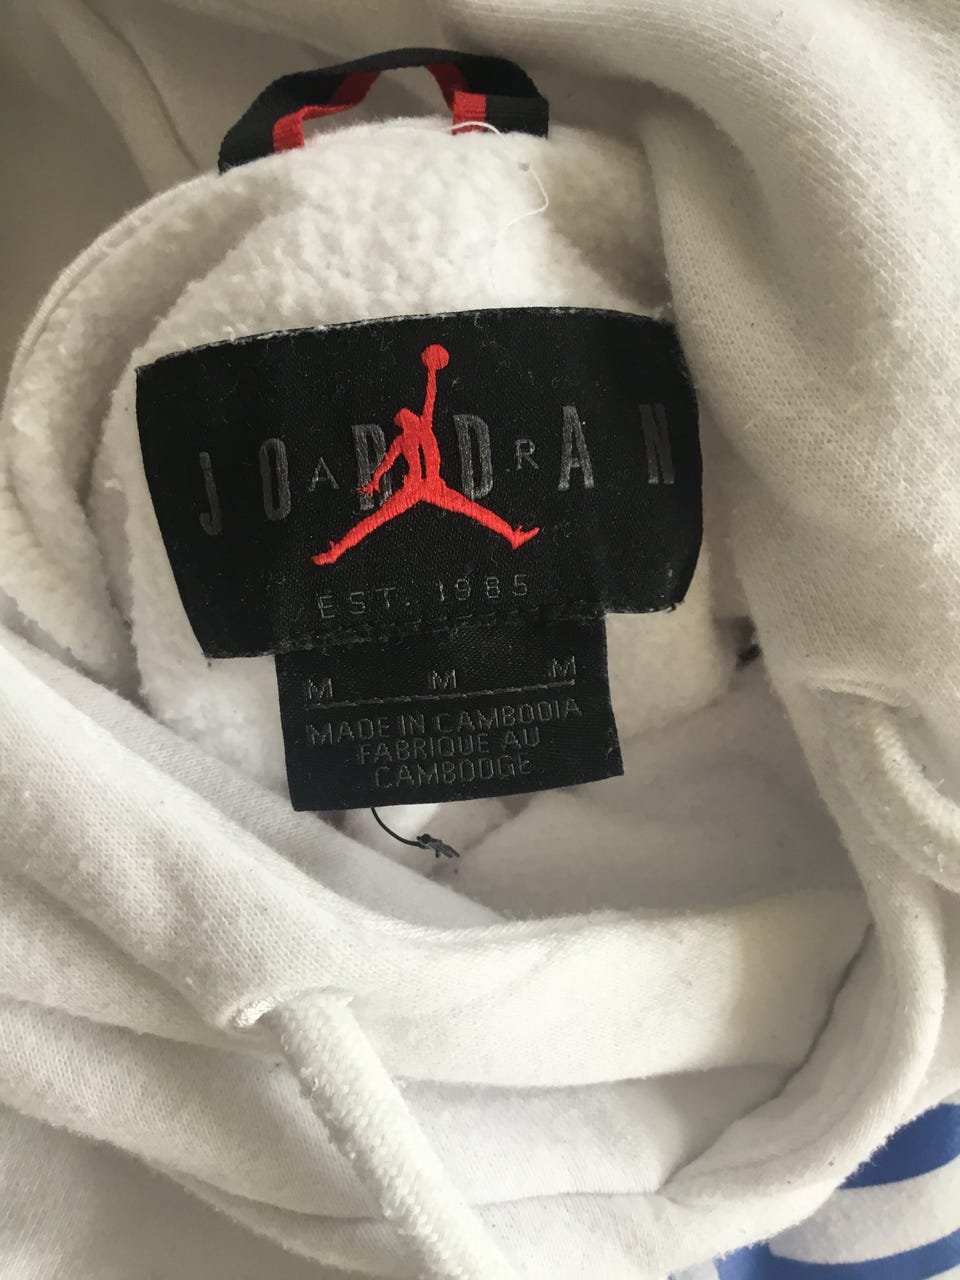 JORDAN
AIR
EST. 1985
M M M
MADE IN CAMBODIA
FABRIQUE AU
CAMBODGE